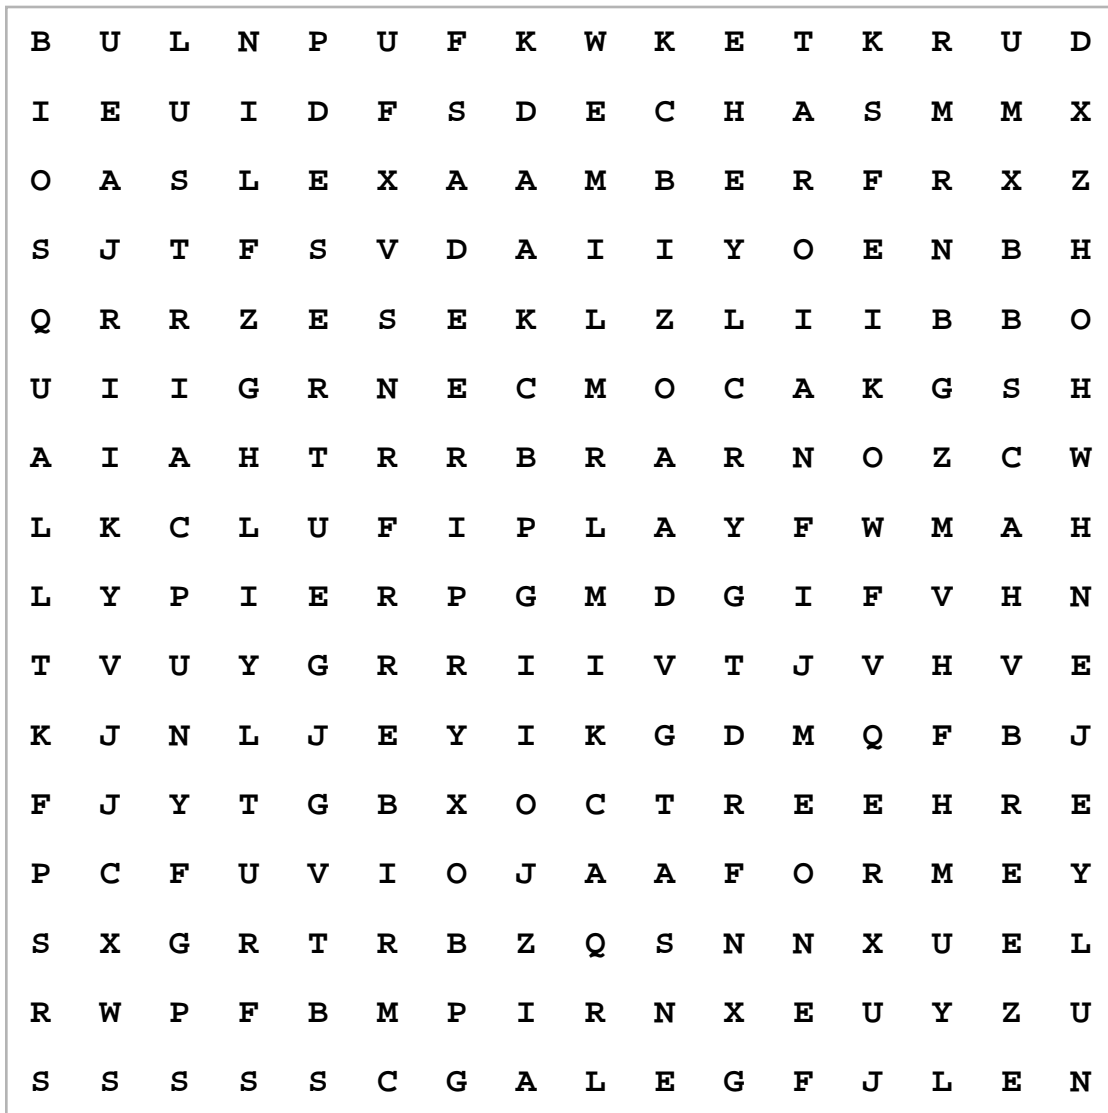 B U L N P U F K W K E T K R U D
I E U I D F S D E C H A S M M X
O A S L E X A A M B E R F R X Z
S J T F S V D A I I Y O E N B H
Q R R Z E S E K L Z L I I B B O
U I I G R N E C M O C A K G S H
A I A H T R R B R A R N O Z C W
L K C L U F I P L A Y F W M A H
L Y P I E R P G M D G I F V H N
T V U Y G R R I I V T J V H V E
K J N L J E Y I K G D M Q F B J
F J Y T G B X O C T R E E H R E
P C F U V I O J A A F O R M E Y
S X G R T R B Z Q S N N X U E L
R W P F B M P I R N X E U Y Z U
S S S S S C G A L E G F J L E N